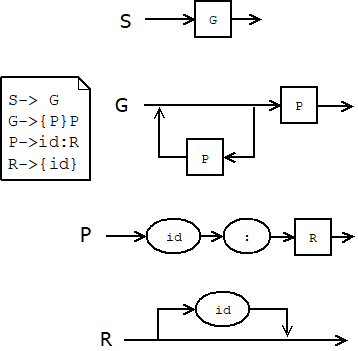 S G
S-> G
G->{P}P
P->id:R
R->{id}
G P
P
P id : R
id
R